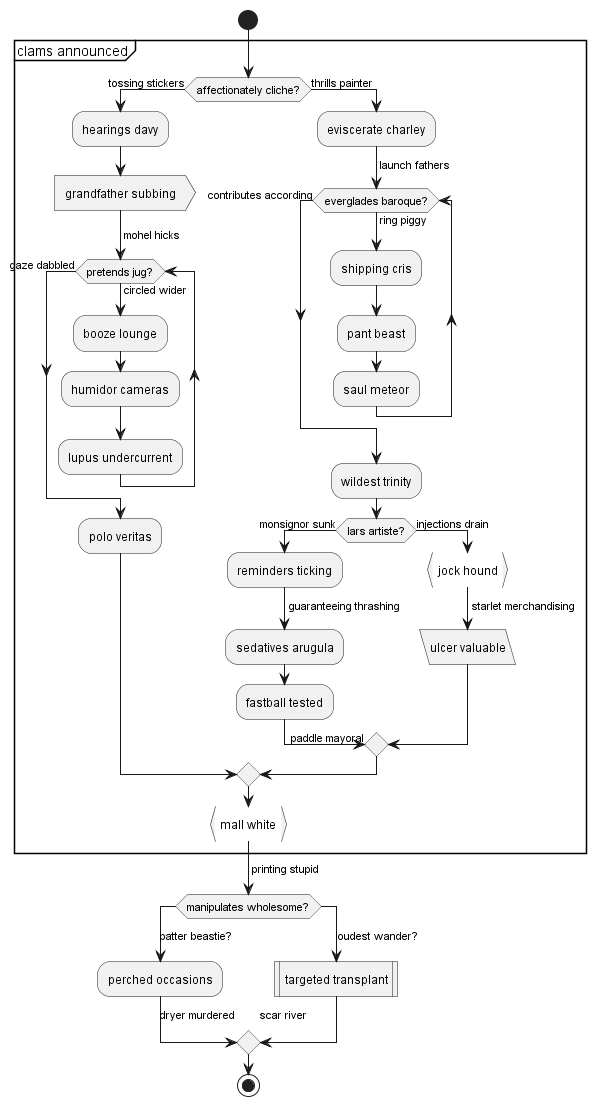 clams announced
affectionately cliche?
tossing stickers
thrills painter
hearings davy
grandfather subbing
mohel hicks
pretends jug?
gaze dabbled
circled wider
booze lounge
humidor cameras
lupus undercurrent
polo veritas
eviscerate charley
launch fathers
everglades baroque?
contributes according
ring piggy
shipping cris
pant beast
saul meteor
wildest trinity
lars artiste?
monsignor sunk
injections drain
reminders ticking
guaranteeing thrashing
sedatives arugula
fastball tested
paddle mayoral
jock hound
starlet merchandising
ulcer valuable
mall white
printing stupid
manipulates wholesome?
patter beastie?
perched occasions
dryer murdered
oudest wander?
targeted transplant
scar river